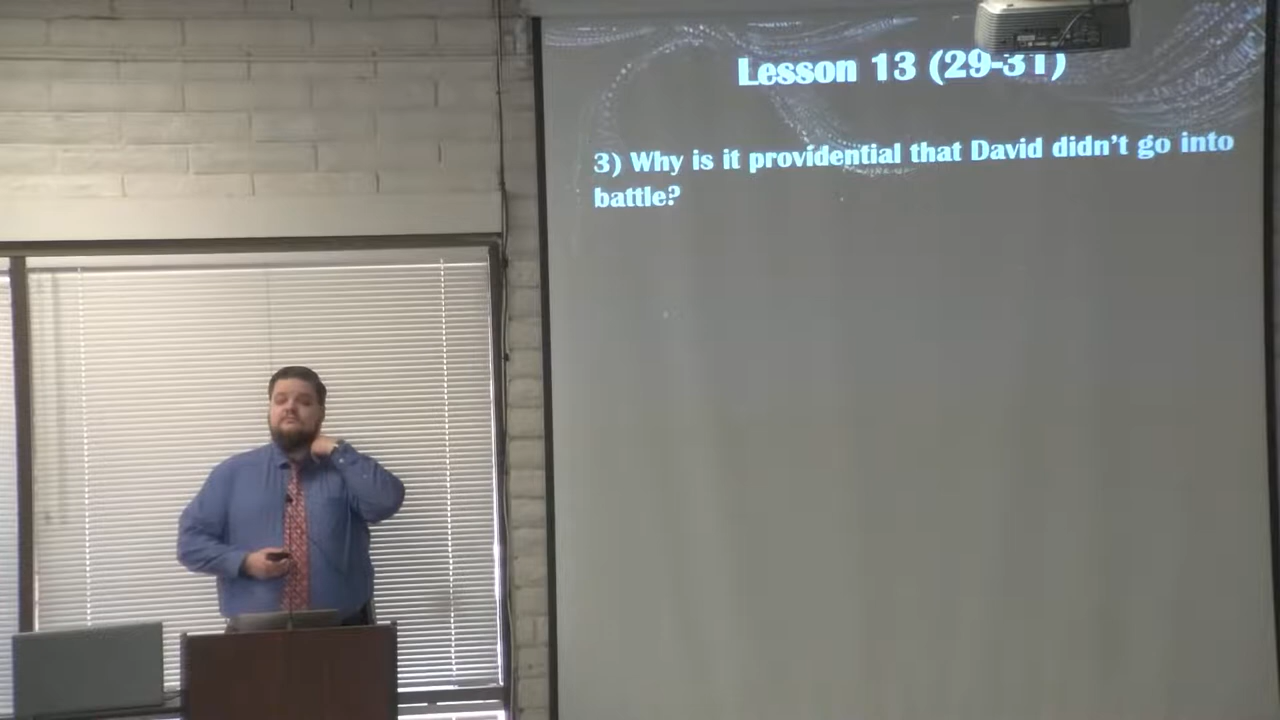 Lesson 13 (29-31)
3) Why is it providential that David didn't go into
battle?